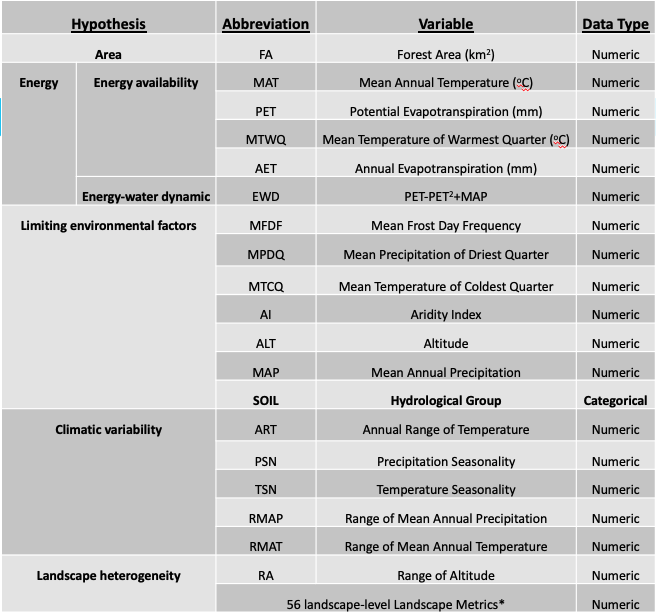 Hypothesis Abbreviation Variable Data Type
Area FA Forest Area (km²) Numeric
Energy Energy availability MAT Mean Annual Temperature (ºC) Numeric
PET Potential Evapotranspiration (mm) Numeric
MTWQ Mean Temperature of Warmest Quarter (ºC) Numeric
AET Annual Evapotranspiration (mm) Numeric
Energy-water dynamic EWD PET-PET²+MAP Numeric
Limiting environmental factors MFDF Mean Frost Day Frequency Numeric
MPDQ Mean Precipitation of Driest Quarter Numeric
MTCQ Mean Temperature of Coldest Quarter Numeric
AI Aridity Index Numeric
ALT Altitude Numeric
MAP Mean Annual Precipitation Numeric
SOIL Hydrological Group Categorical
Climatic variability ART Annual Range of Temperature Numeric
PSN Precipitation Seasonality Numeric
TSN Temperature Seasonality Numeric
RMAP Range of Mean Annual Precipitation Numeric
RMAT Range of Mean Annual Temperature Numeric
Landscape heterogeneity RA Range of Altitude Numeric
56 landscape-level Landscape Metrics* Numeric